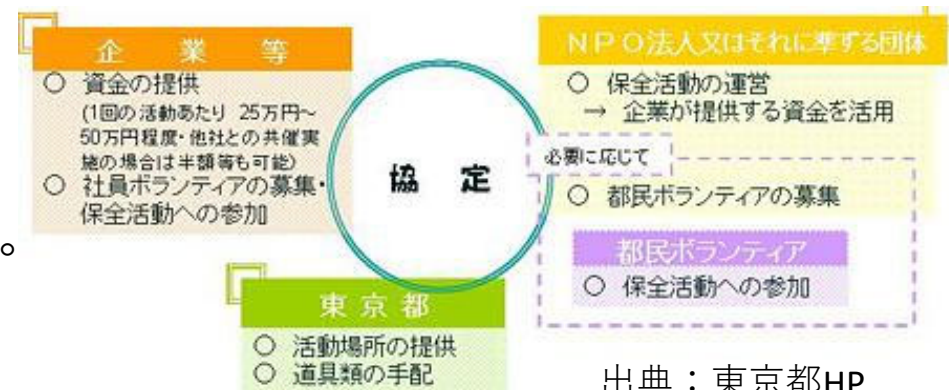 企業等
○ 資金の提供
(1回の活動あたり 25万円～
50万円程度・他社との共催実
施の場合は半額等も可能)
○ 社員ボランティアの募集・
保全活動への参加
。
協定
NPO法人又はそれに準ずる団体
○ 保全活動の運営
→ 企業が提供する資金を活用
必要に応じて
○ 都民ボランティアの募集
都民ボランティア
○ 保全活動への参加
東京都
○ 活動場所の提供
○ 道具類の手配
出典：東京都HP